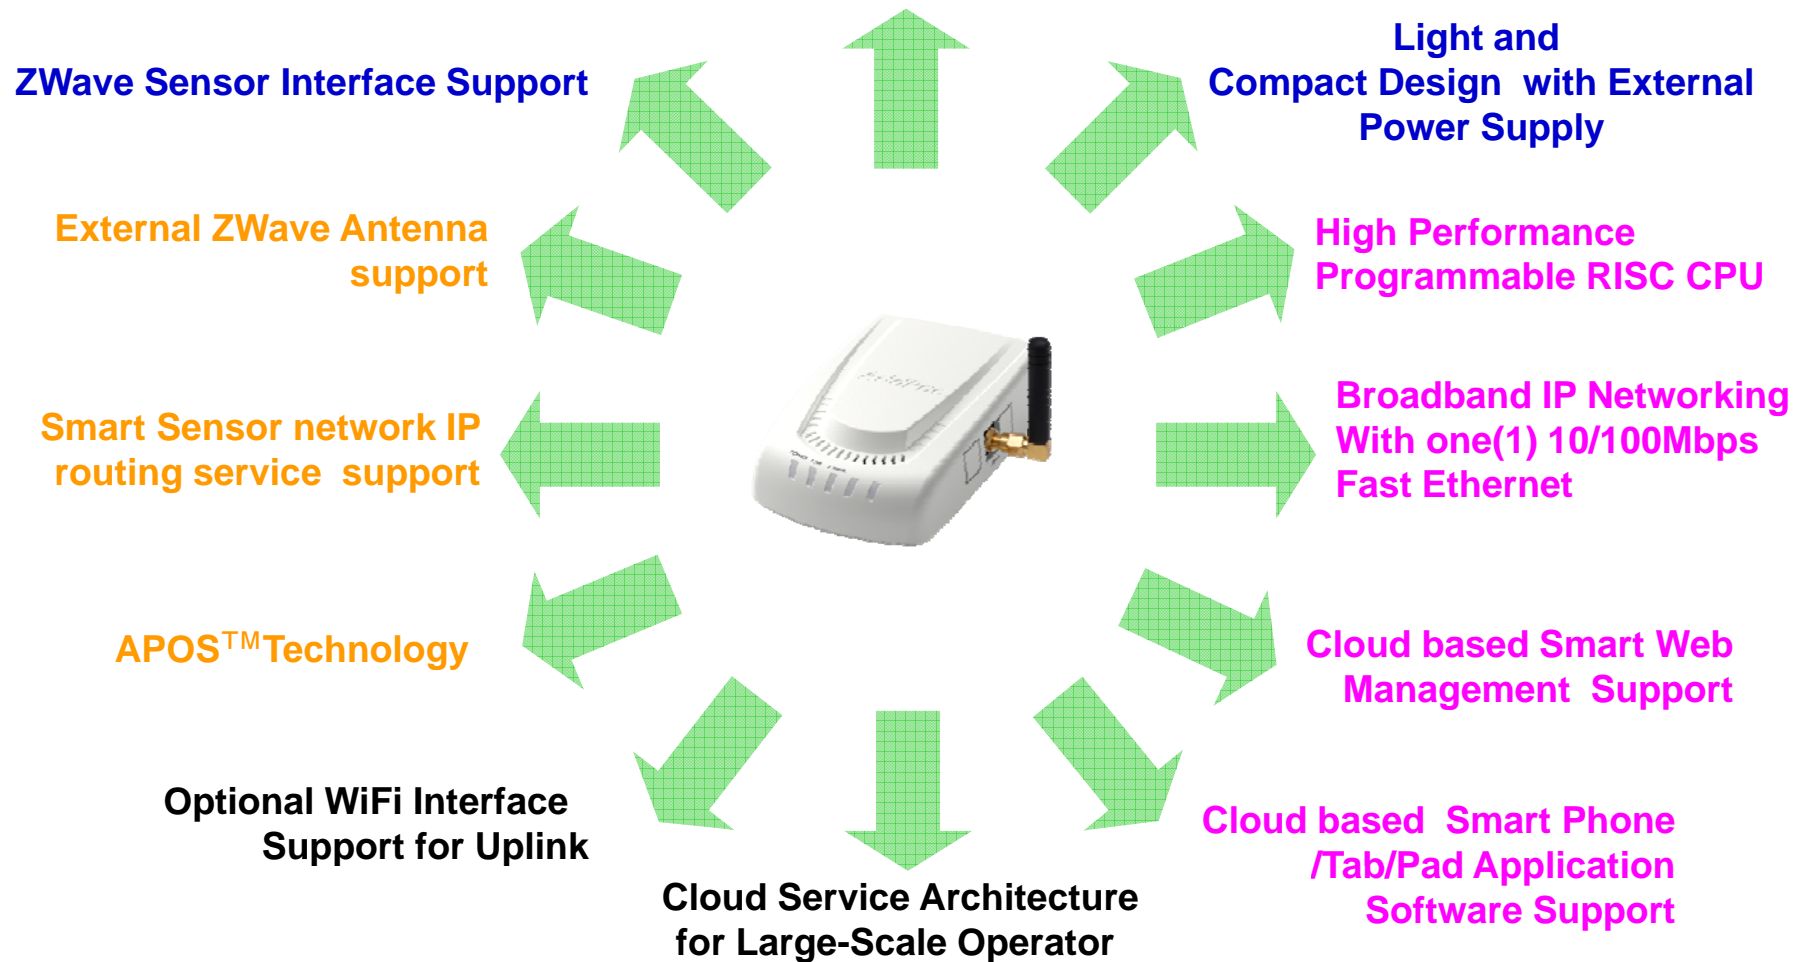 Light and
Compact Design with External
Power Supply
ZWave Sensor Interface Support
External ZWave Antenna
support
High Performance
Programmable RISC CPU
Smart Sensor network IP
routing service support
Broadband IP Networking
With one(1) 10/100Mbps
Fast Ethernet
APOS™Technology
Cloud based Smart Web
Management Support
Optional WiFi Interface
Support for Uplink
Cloud based Smart Phone
/Tab/Pad Application
Software Support
Cloud Service Architecture
for Large-Scale Operator